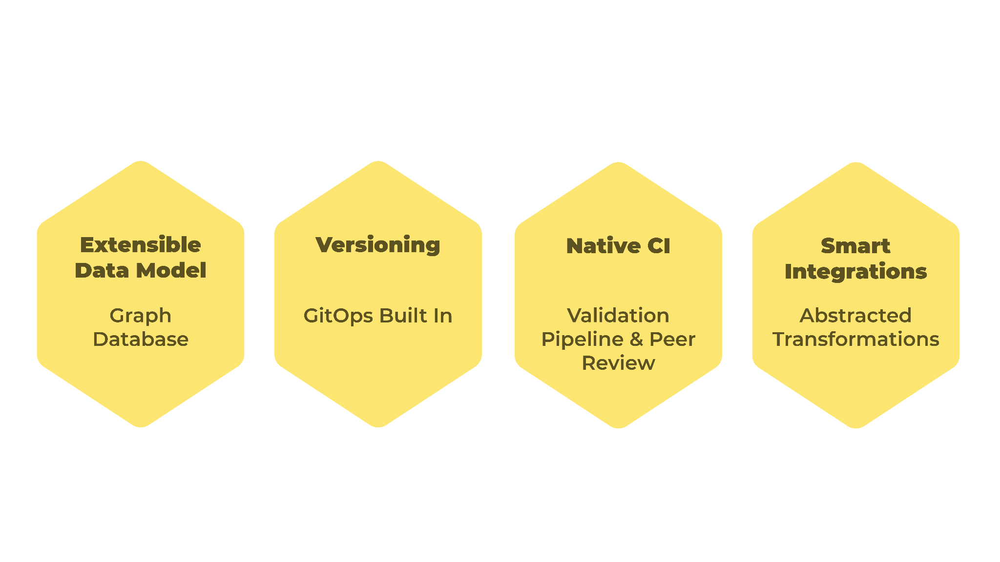 Extensible
Data Model
Graph
Database
Versioning
GitOps Built In
Native CI
Validation
Pipeline & Peer
Review
Smart
Integrations
Abstracted
Transformations